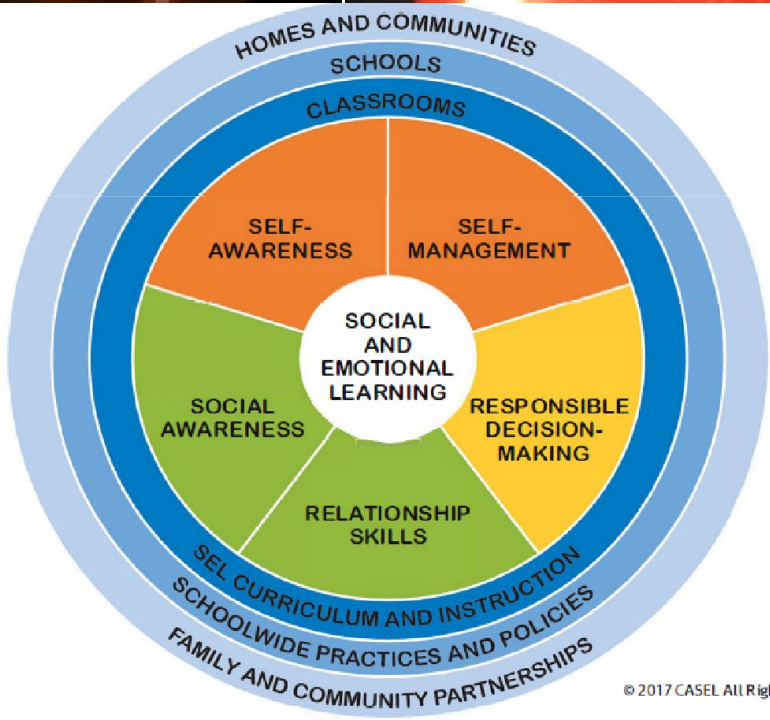 HOMES AND COMMUNITIES
SCHOOLS
CLASSROOMS
SELF-
AWARENESS
SELF-
MANAGEMENT
SOCIAL
AND
EMOTIONAL
LEARNING
SOCIAL
AWARENESS
RESPONSIBLE
DECISION-
MAKING
RELATIONSHIP
SKILLS
SEL CURRICULUM AND INSTRUCTION
SCHOOLWIDE PRACTICES AND POLICIES
FAMILY AND COMMUNITY PARTNERSHIPS
© 2017 CASEL All Righ